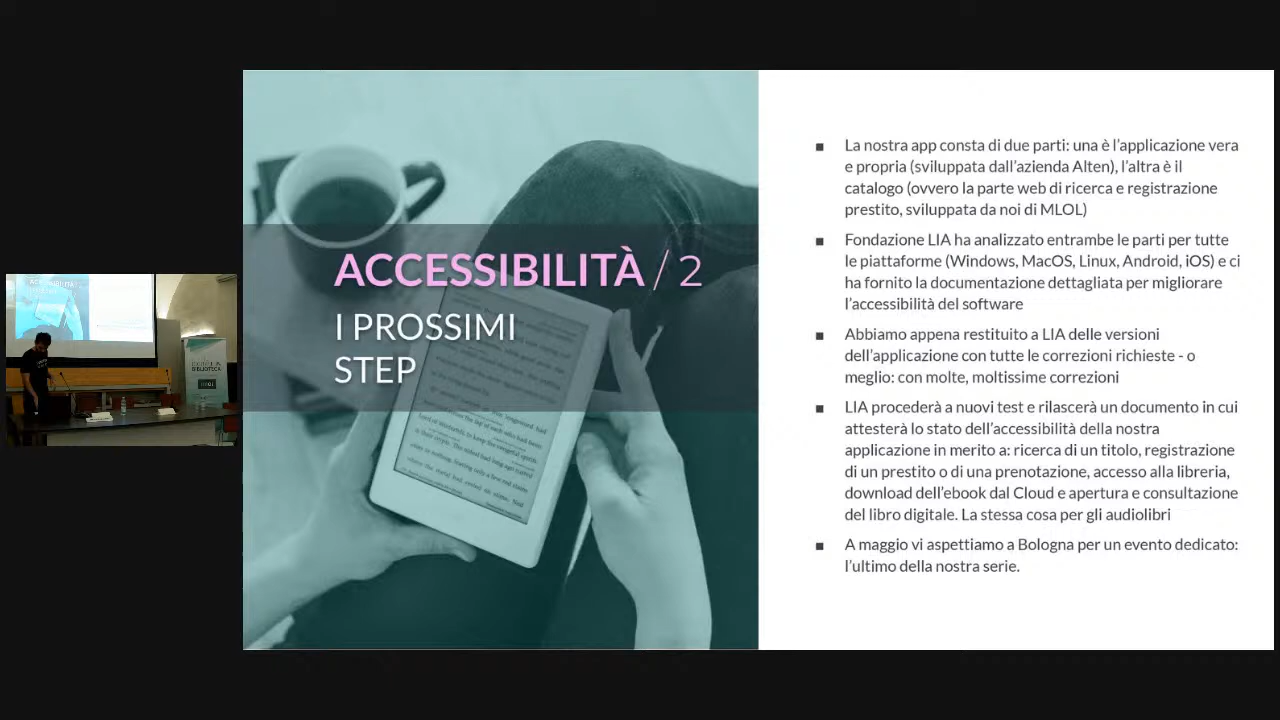 ACCESSIBILITÀ / 2
I PROSSIMI
STEP
▪ La nostra app consta di due parti: una è l'applicazione vera
e propria (sviluppata dall'azienda Alten), l'altra è il
catalogo (ovvero la parte web di ricerca e registrazione
prestito, sviluppata da noi di MLOL)
▪ Fondazione LIA ha analizzato entrambe le parti per tutte
le piattaforme (Windows, MacOS, Linux, Android, iOS) e ci
ha fornito la documentazione dettagliata per migliorare
l'accessibilità del software
▪ Abbiamo appena restituito a LIA delle versioni
dell'applicazione con tutte le correzioni richieste - o
meglio: con molte, moltissime correzioni
▪ LIA procederà a nuovi test e rilascerà un documento in cui
attesterà lo stato dell'accessibilità della nostra
applicazione in merito a: ricerca di un titolo, registrazione
di un prestito o di una prenotazione, accesso alla libreria,
download dell'ebook dal Cloud e apertura e consultazione
del libro digitale. La stessa cosa per gli audiolibri
▪ A maggio vi aspettiamo a Bologna per un evento dedicato:
l'ultimo della nostra serie.
ACCESSIBILITÀ / 2
BIBLIOTECA